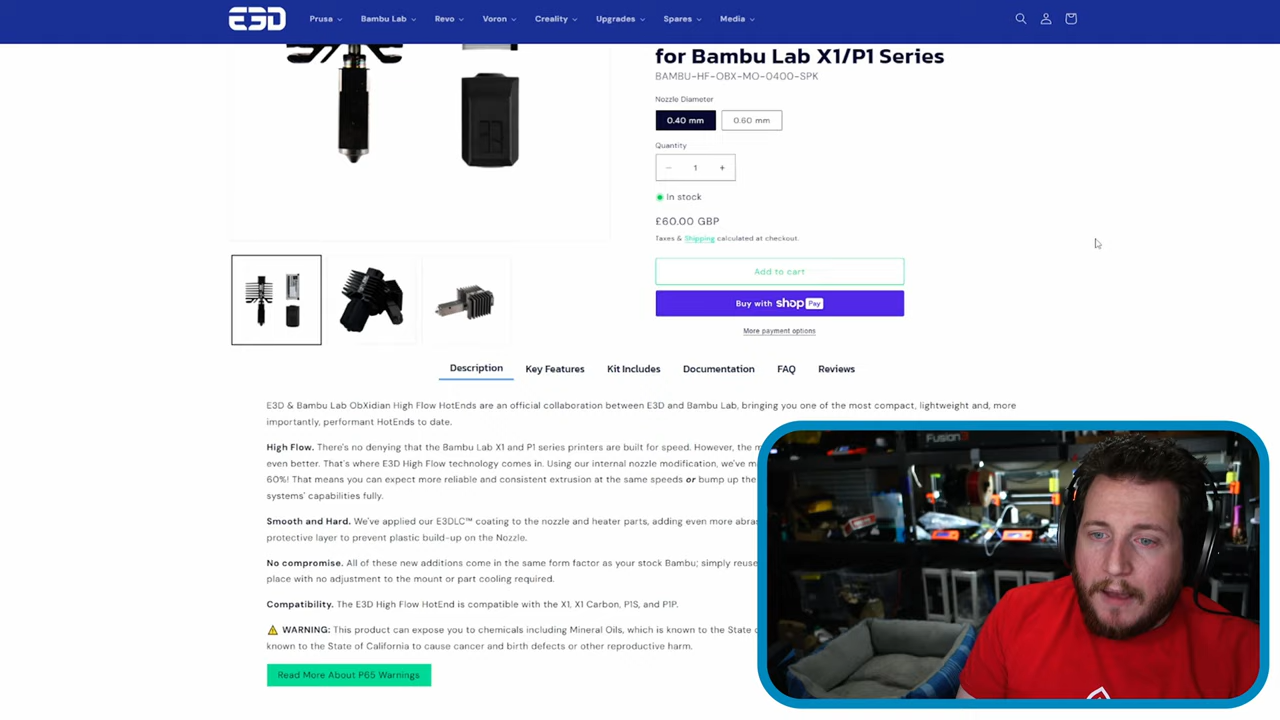 E3D
Prusa
Bambu Lab
Revo
Voron
Creality
Upgrades
Spares
Media
for Bambu Lab X1/P1 Series
BAMBU-HF-OBX-MO-0400-SPK
Nozzle Diameter
0.40 mm
0.60 mm
Quantity
− 1 +
In stock
£60.00 GBP
Taxes & Shipping calculated at checkout.
Add to cart
Buy with shop Pay
More payment options
Description
Key Features
Kit Includes
Documentation
FAQ
Reviews
E3D & Bambu Lab ObXidian High Flow HotEnds are an official collaboration between E3D and Bambu Lab, bringing you one of the most compact, lightweight and, more
importantly, performant HotEnds to date.
High Flow. There's no denying that the Bambu Lab X1 and P1 series printers are built for speed. However, the
even better. That's where E3D High Flow technology comes in. Using our internal nozzle modification, we've
60%! That means you can expect more reliable and consistent extrusion at the same speeds or bump up the
systems' capabilities fully.
Smooth and Hard. We've applied our E3DLC™ coating to the nozzle and heater parts, adding even more
protective layer to prevent plastic build-up on the Nozzle.
No compromise. All of these new additions come in the same form factor as your stock Bambu; simply
place with no adjustment to the mount or part cooling required.
Compatibility. The E3D High Flow HotEnd is compatible with the X1, X1 Carbon, P1S, and P1P.
⚠ WARNING: This product can expose you to chemicals including Mineral Oils, which is known to the State
known to the State of California to cause cancer and birth defects or other reproductive harm.
Read More About P65 Warnings